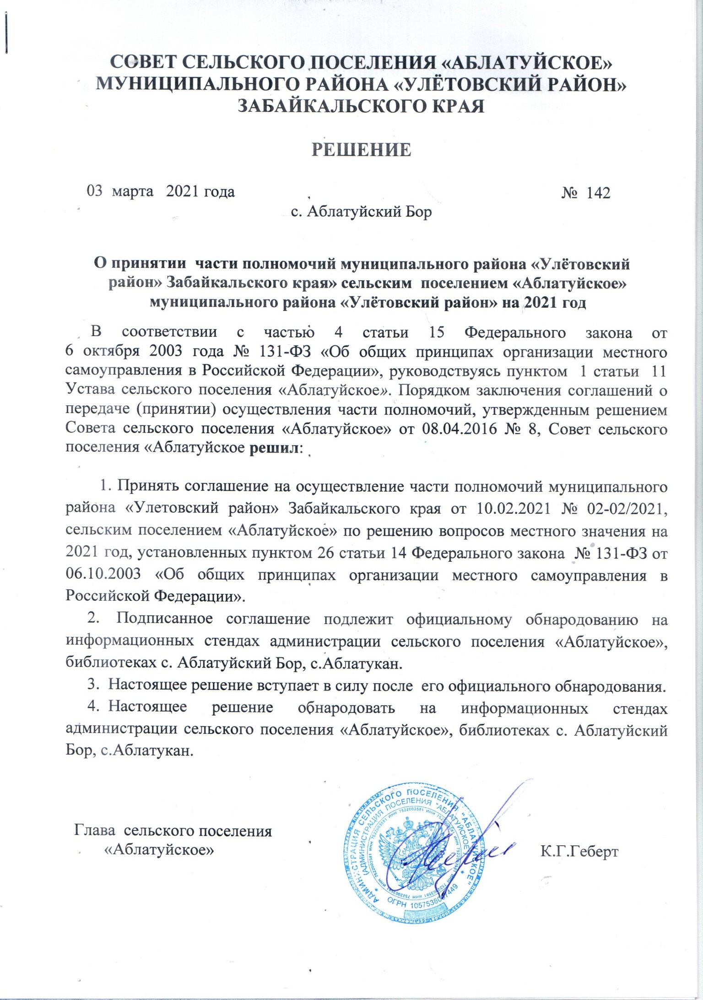 СОВЕТ СЕЛЬСКОГО ПОСЕЛЕНИЯ «АБЛАТУЙСКОЕ»
МУНИЦИПАЛЬНОГО РАЙОНА «УЛЁТОВСКИЙ РАЙОН»
ЗАБАЙКАЛЬСКОГО КРАЯ
РЕШЕНИЕ
03 марта 2021 года № 142
с. Аблатуйский Бор
О принятии части полномочий муниципального района «Улётовский
район» Забайкальского края» сельским поселением «Аблатуйское»
муниципального района «Улётовский район» на 2021 год
В соответствии с частью 4 статьи 15 Федерального закона от
6 октября 2003 года № 131-ФЗ «Об общих принципах организации местного
самоуправления в Российской Федерации», руководствуясь пунктом 1 статьи 11
Устава сельского поселения «Аблатуйское». Порядком заключения соглашений о
передаче (принятии) осуществления части полномочий, утвержденным решением
Совета сельского поселения «Аблатуйское» от 08.04.2016 № 8, Совет сельского
поселения «Аблатуйское решил:
1. Принять соглашение на осуществление части полномочий муниципального
района «Улетовский район» Забайкальского края от 10.02.2021 № 02-02/2021,
сельским поселением «Аблатуйское» по решению вопросов местного значения на
2021 год, установленных пунктом 26 статьи 14 Федерального закона № 131-ФЗ от
06.10.2003 «Об общих принципах организации местного самоуправления в
Российской Федерации».
2. Подписанное соглашение подлежит официальному обнародованию на
информационных стендах администрации сельского поселения «Аблатуйское»,
библиотеках с. Аблатуйский Бор, с.Аблатукан.
3. Настоящее решение вступает в силу после его официального обнародования.
4. Настоящее решение обнародовать на информационных стендах
администрации сельского поселения «Аблатуйское», библиотеках с. Аблатуйский
Бор, с.Аблатукан.
Глава сельского поселения
«Аблатуйское» К.Г.Геберт
АДМИНИСТРАЦИЯ СЕЛЬСКОГО ПОСЕЛЕНИЯ "АБЛАТУЙСКОЕ"
(АДМИНИСТРАЦИЯ ПОСЕЛЕНИЯ "АБЛАТУЙСКОЕ")
ИНН 7522003581
ОГРН